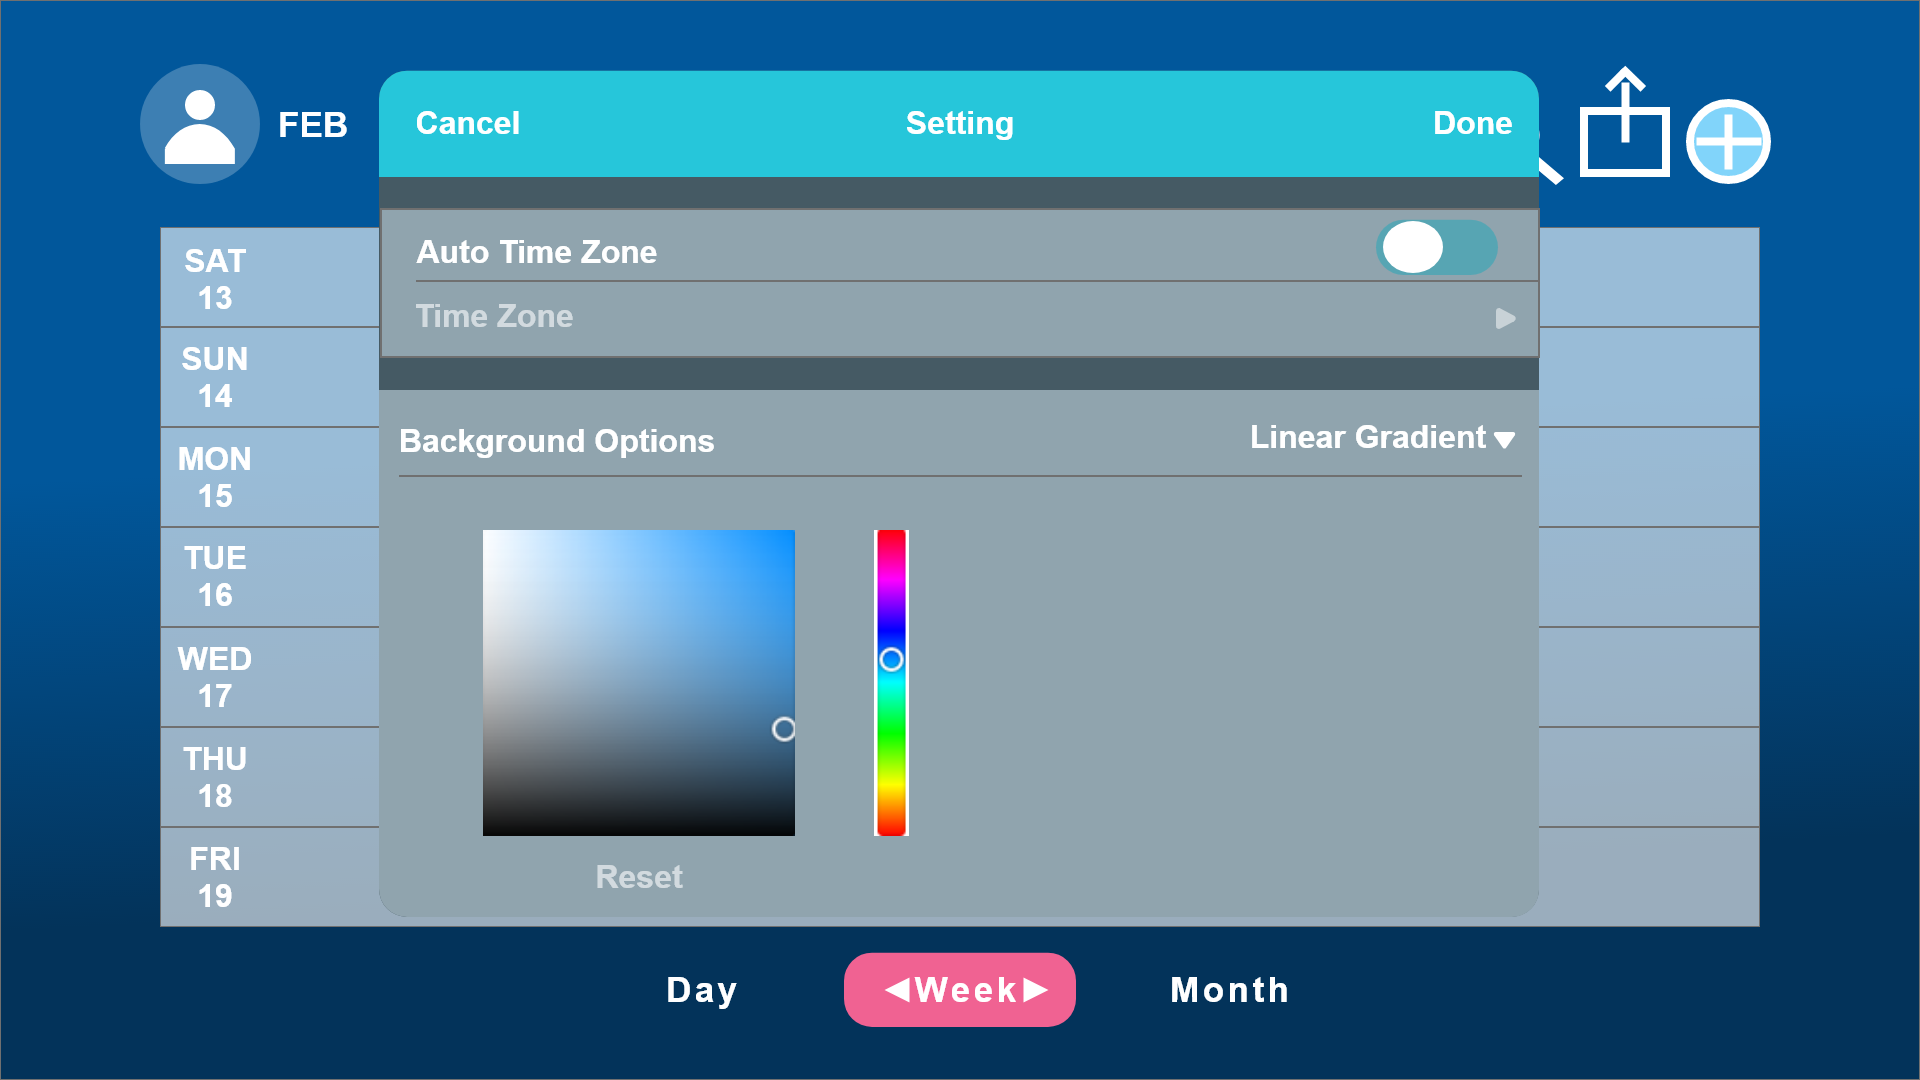 FEB
Cancel
Setting
Done
Auto Time Zone
Time Zone
Background Options
Linear Gradient
Reset
SAT
13
SUN
14
MON
15
TUE
16
WED
17
THU
18
FRI
19
Day
Week
Month